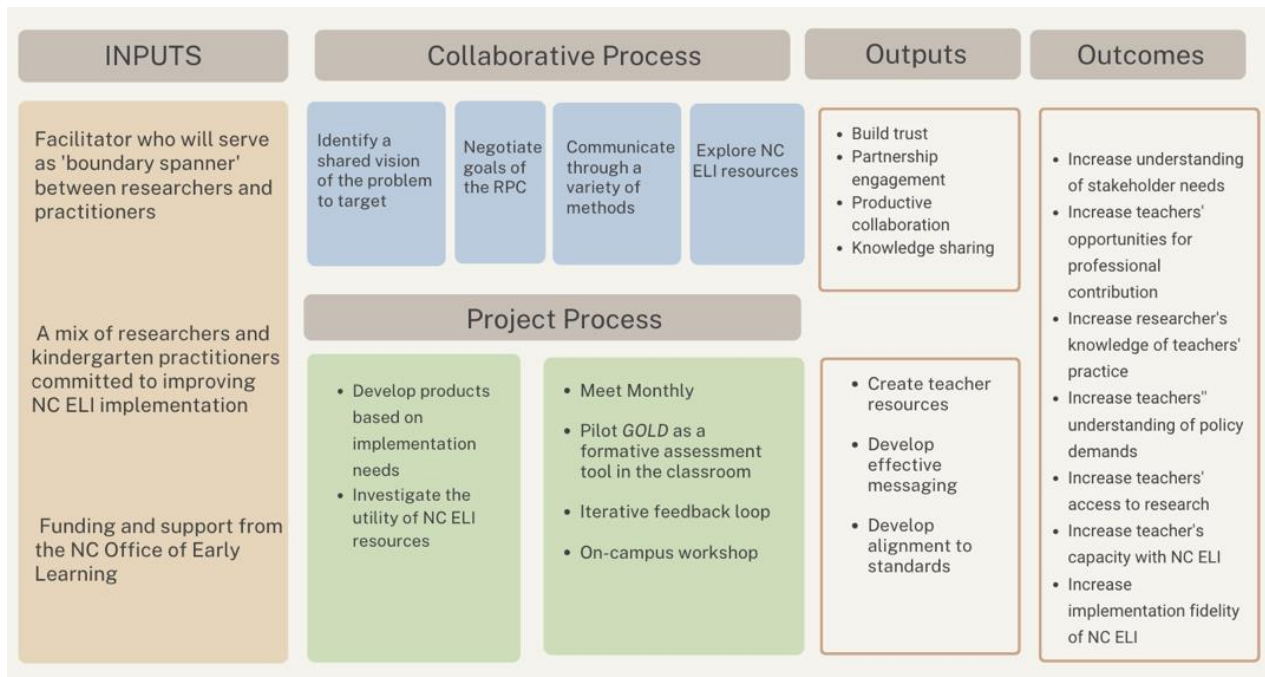 INPUTS
Facilitator who will serve
as 'boundary spanner'
between researchers and
practitioners
A mix of researchers and
kindergarten practitioners
committed to improving
NC ELI implementation
Funding and support from
the NC Office of Early
Learning
Collaborative Process
Identify a
shared vision
of the problem
to target
Negotiate
goals of
the RPC
Communicate
through a
variety of
methods
Explore NC
ELI resources
Project Process
• Develop products
based on
implementation
needs
• Investigate the
utility of NC ELI
resources
• Meet Monthly
• Pilot GOLD as a
formative assessment
tool in the classroom
• Iterative feedback loop
• On-campus workshop
Outputs
• Build trust
• Partnership
engagement
• Productive
collaboration
• Knowledge sharing
• Create teacher
resources
• Develop
effective
messaging
• Develop
alignment to
standards
Outcomes
• Increase understanding
of stakeholder needs
• Increase teachers'
opportunities for
professional
contribution
• Increase researcher's
knowledge of teachers'
practice
• Increase teachers"
understanding of policy
demands
• Increase teachers'
access to research
• Increase teacher's
capacity with NC ELI
• Increase
implementation fidelity
of NC ELI